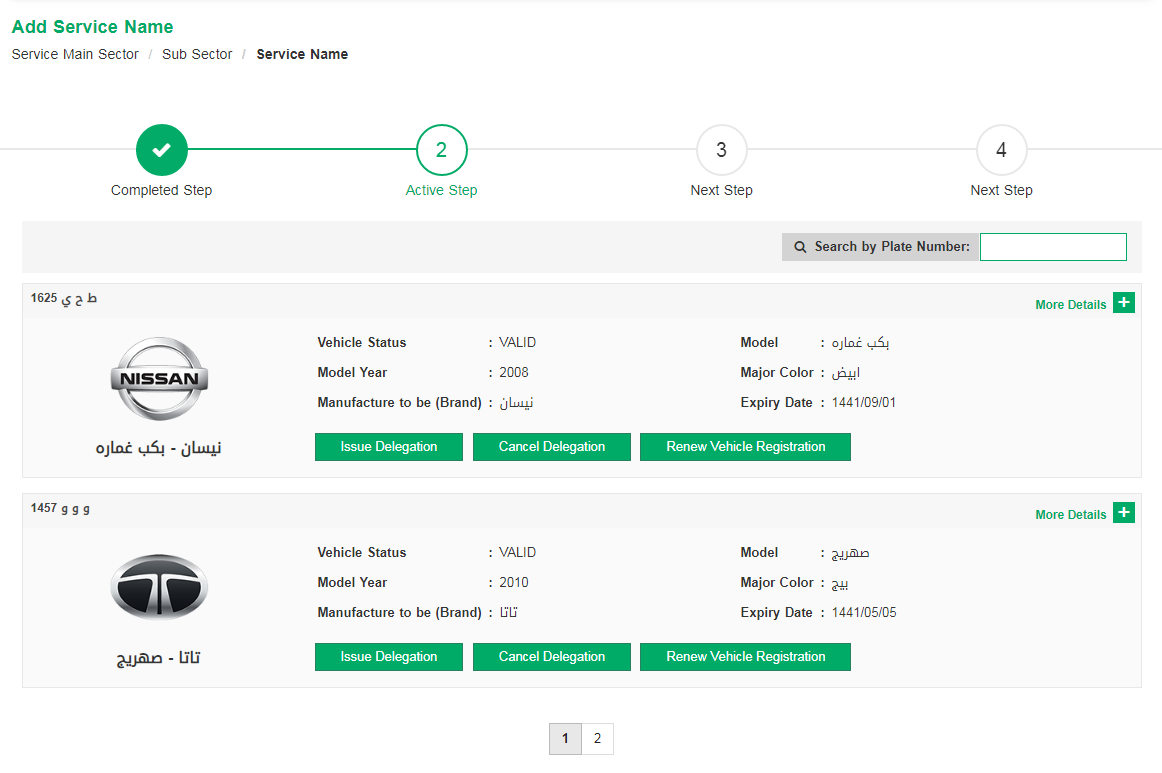 Add Service Name
Service Main Sector / Sub Sector / Service Name
2
3
4
Completed Step
Active Step
Next Step
Next Step
Search by Plate Number:
1625 ط ح ي
More Details +
NISSAN
نيسان - بكب غماره
Vehicle Status : VALID
Model : بكب غماره
Model Year : 2008
Major Color : ابيض
Manufacture to be (Brand) : نيسان
Expiry Date : 1441/09/01
Issue Delegation
Cancel Delegation
Renew Vehicle Registration
1457 و و و
More Details +
تاتا - صهريج
Vehicle Status : VALID
Model : صهريج
Model Year : 2010
Major Color : بيج
Manufacture to be (Brand) : تاتا
Expiry Date : 1441/05/05
Issue Delegation
Cancel Delegation
Renew Vehicle Registration
1 2